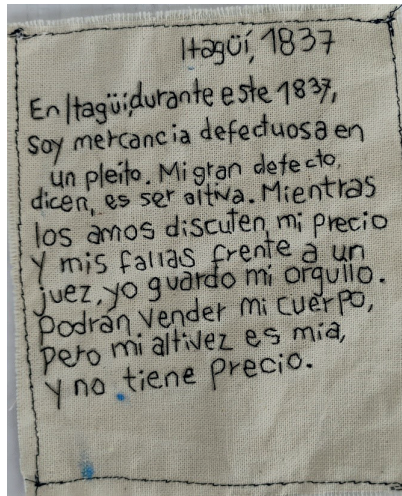 Itagüí, 1837
En Itagüí, durante este 1837,
soy mercancia defectuosa en
un pleito. Mi gran defecto,
dicen, es ser altiva. Mientras
los amos discuten mi precio
y mis fallas frente a un
juez, yo guardo mi orgullo.
Podrán vender mi cuerpo,
pero mi altivez es mía,
y no tiene precio.